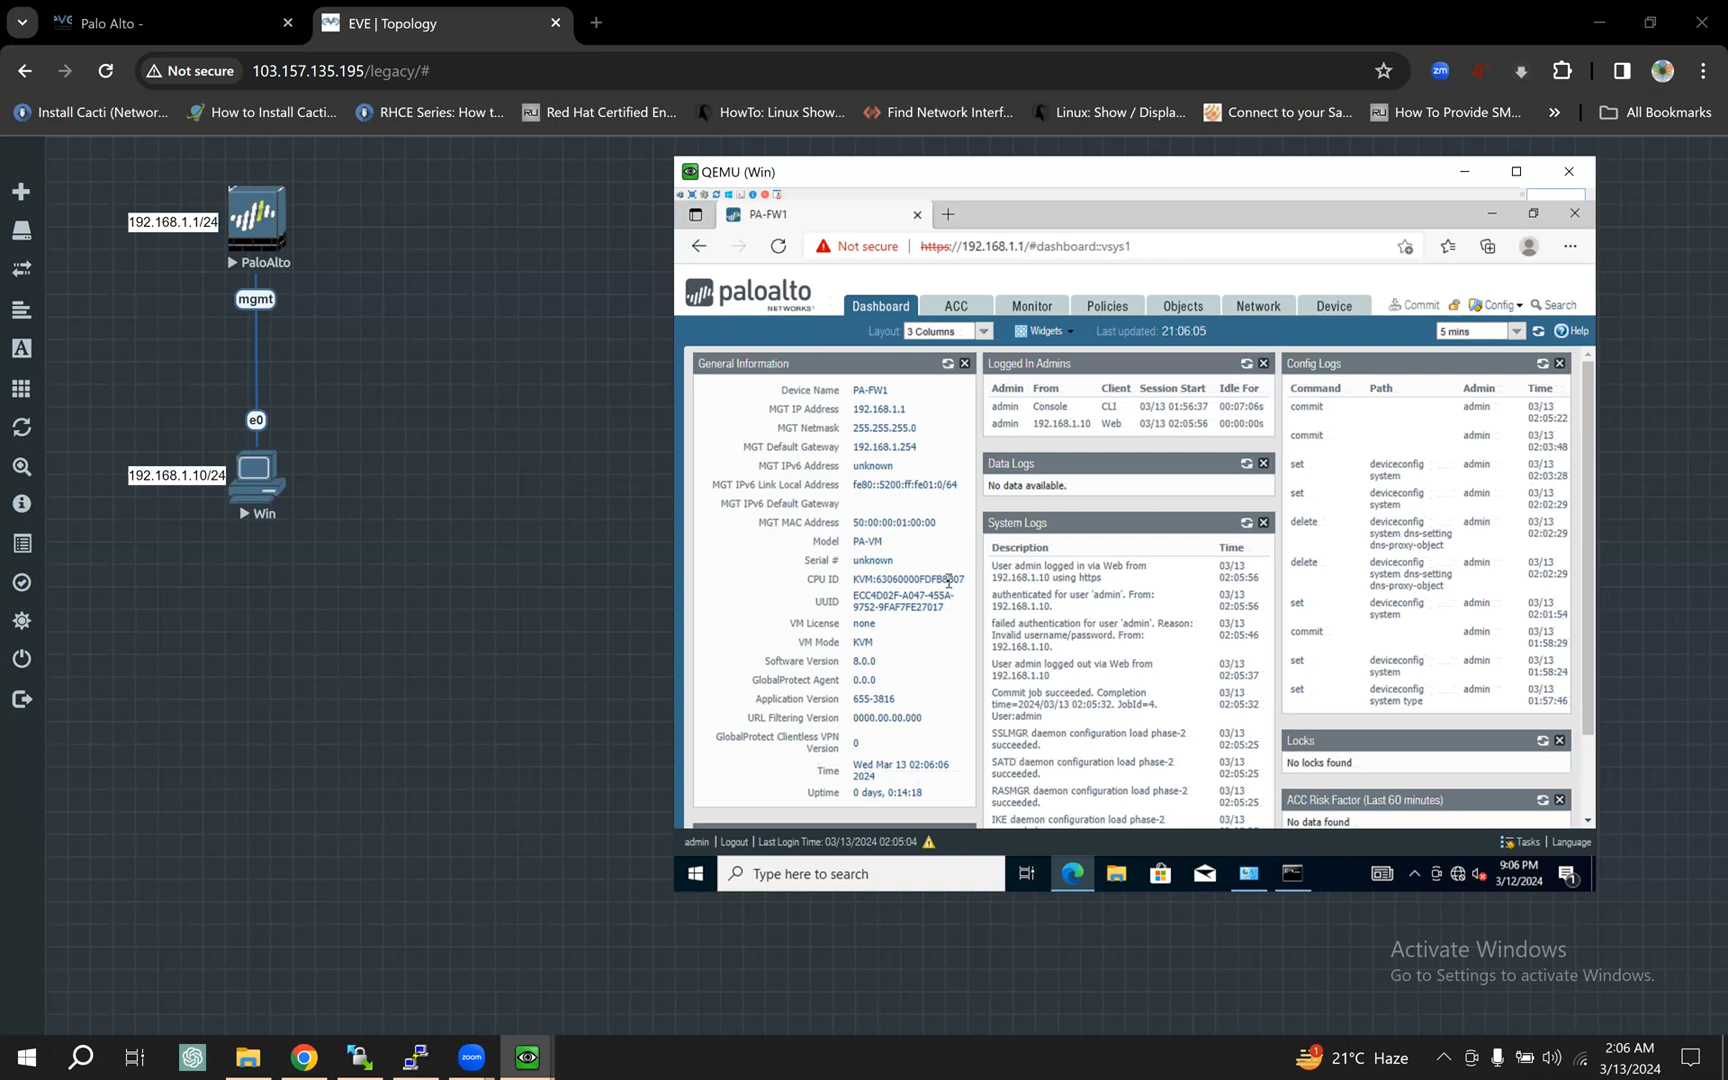 Palo Alto -
EVE | Topology
Not secure
103.157.135.195/legacy/#
zm
Install Cacti (Networ...
How to Install Cacti...
RHCE Series: How t...
RU Red Hat Certified En...
HowTo: Linux Show...
Find Network Interf...
Linux: Show / Displa...
Connect to your Sa...
RU How To Provide SM...
»
All Bookmarks
192.168.1.1/24
PaloAlto
mgmt
e0
192.168.1.10/24
Win
QEMU (Win)
PA-FW1
Not secure
https://192.168.1.1/#dashboard::vsys1
paloalto
NETWORKS
Dashboard
ACC
Monitor
Policies
Objects
Network
Device
Commit
Config
Search
Layout 3 Columns
Widgets
Last updated: 21:06:05
5 mins
Help
General Information
Device Name PA-FW1
MGT IP Address 192.168.1.1
MGT Netmask 255.255.255.0
MGT Default Gateway 192.168.1.254
MGT IPv6 Address unknown
MGT IPv6 Link Local Address fe80::5200:ff:fe01:0/64
MGT IPv6 Default Gateway
MGT MAC Address 50:00:00:01:00:00
Model PA-VM
Serial # unknown
CPU ID
UUID ECC4D02F-A047-455A-
9752-9FAF7FE27017
VM License none
VM Mode KVM
Software Version 8.0.0
GlobalProtect Agent 0.0.0
Application Version 655-3816
URL Filtering Version 0000.00.00.000
GlobalProtect Clientless VPN
Version 0
Time Wed Mar 13 02:06:06
2024
Uptime 0 days, 0:14:18
Logged In Admins
Admin From Client Session Start Idle For
admin Console CLI 03/13 01:56:37 00:07:06s
admin 192.168.1.10 Web 03/13 02:05:56 00:00:00s
Data Logs
No data available.
System Logs
Description Time
User admin logged in via Web from 03/13
192.168.1.10 using https 02:05:56
authenticated for user 'admin'. From: 03/13
192.168.1.10. 02:05:56
failed authentication for user 'admin'. Reason: 03/13
Invalid username/password. From: 02:05:46
192.168.1.10.
User admin logged out via Web from 03/13
192.168.1.10 02:05:37
Commit job succeeded. Completion 03/13
time=2024/03/13 02:05:32. JobId=4. 02:05:32
User:admin
SSLMGR daemon configuration load phase-2 03/13
succeeded. 02:05:25
SATD daemon configuration load phase-2 03/13
succeeded. 02:05:25
RASMGR daemon configuration load phase-2 03/13
succeeded. 02:05:25
IKE daemon configuration load phase-2 03/13
Config Logs
Command Path Admin Time
commit admin 03/13
02:05:22
commit admin 03/13
02:03:48
set deviceconfig admin 03/13
system 02:03:28
set deviceconfig admin 03/13
system 02:02:29
delete deviceconfig admin 03/13
system dns-setting 02:02:29
dns-proxy-object
delete deviceconfig admin 03/13
system dns-setting 02:02:29
dns-proxy-object
set deviceconfig admin 03/13
system 02:01:54
commit admin 03/13
01:58:29
set deviceconfig admin 03/13
system 01:58:24
set deviceconfig admin 03/13
system type 01:57:46
Locks
No locks found
ACC Risk Factor (Last 60 minutes)
No data found
admin | Logout | Last Login Time: 03/13/2024 02:05:04
Tasks | Language
Type here to search
9:06 PM
3/12/2024
1
Activate Windows
Go to Settings to activate Windows.
zoom
1
21°C Haze
2:06 AM
3/13/2024